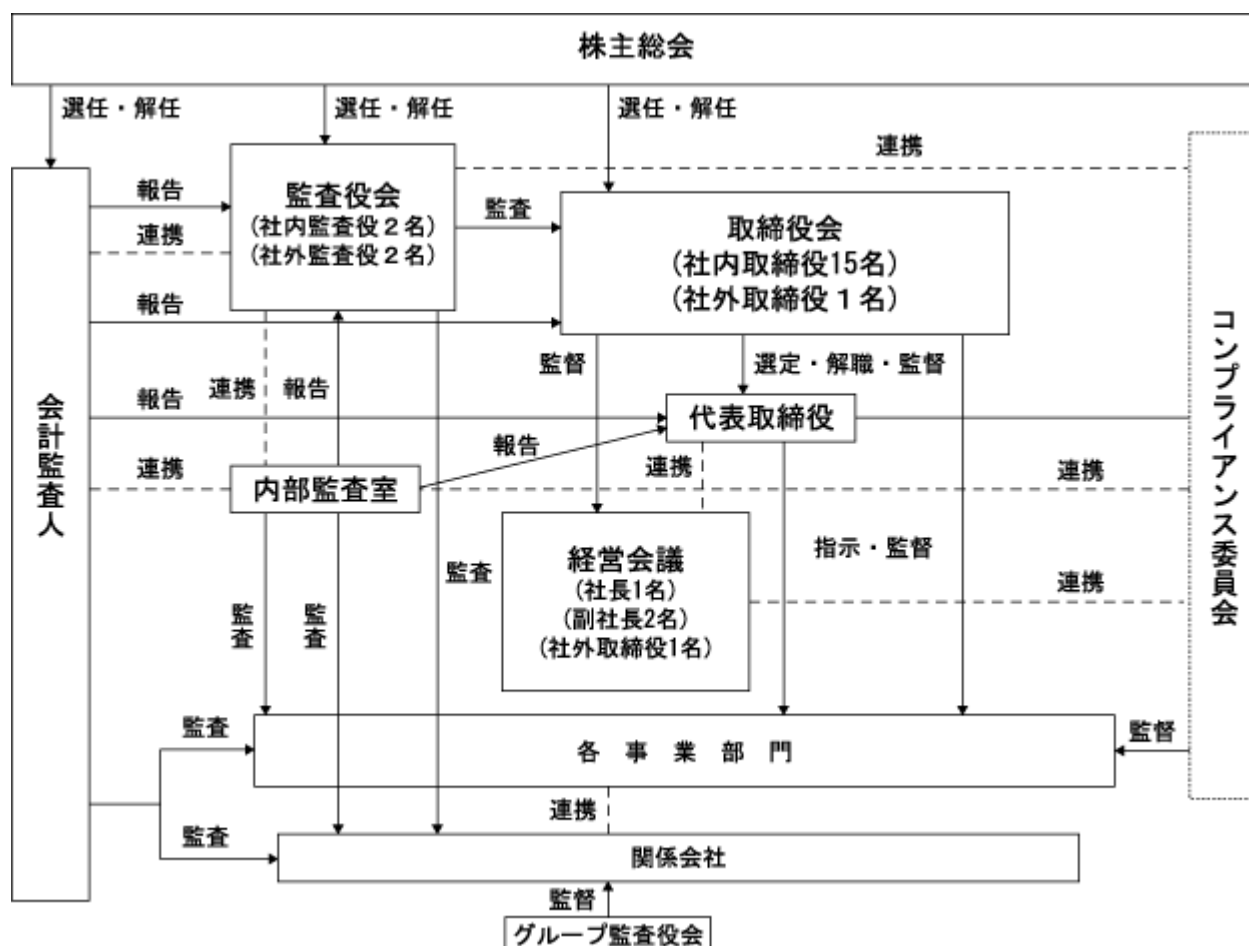 株主総会
選任・解任
選任・解任
選任・解任
連携
報告
監査役会
(社内監査役２名)
(社外監査役２名)
監査
取締役会
(社内取締役15名)
(社外取締役１名)
連携
報告
監督
選定・解職・監督
連携
報告
報告
代表取締役
報告
連携
連携
内部監査室
連携
会計監査人
コンプライアンス委員会
経営会議
(社長1名)
(副社長2名)
(社外取締役1名)
指示・監督
監査
連携
監査
監査
監査
各事業部門
監督
連携
監査
関係会社
監督
グループ監査役会